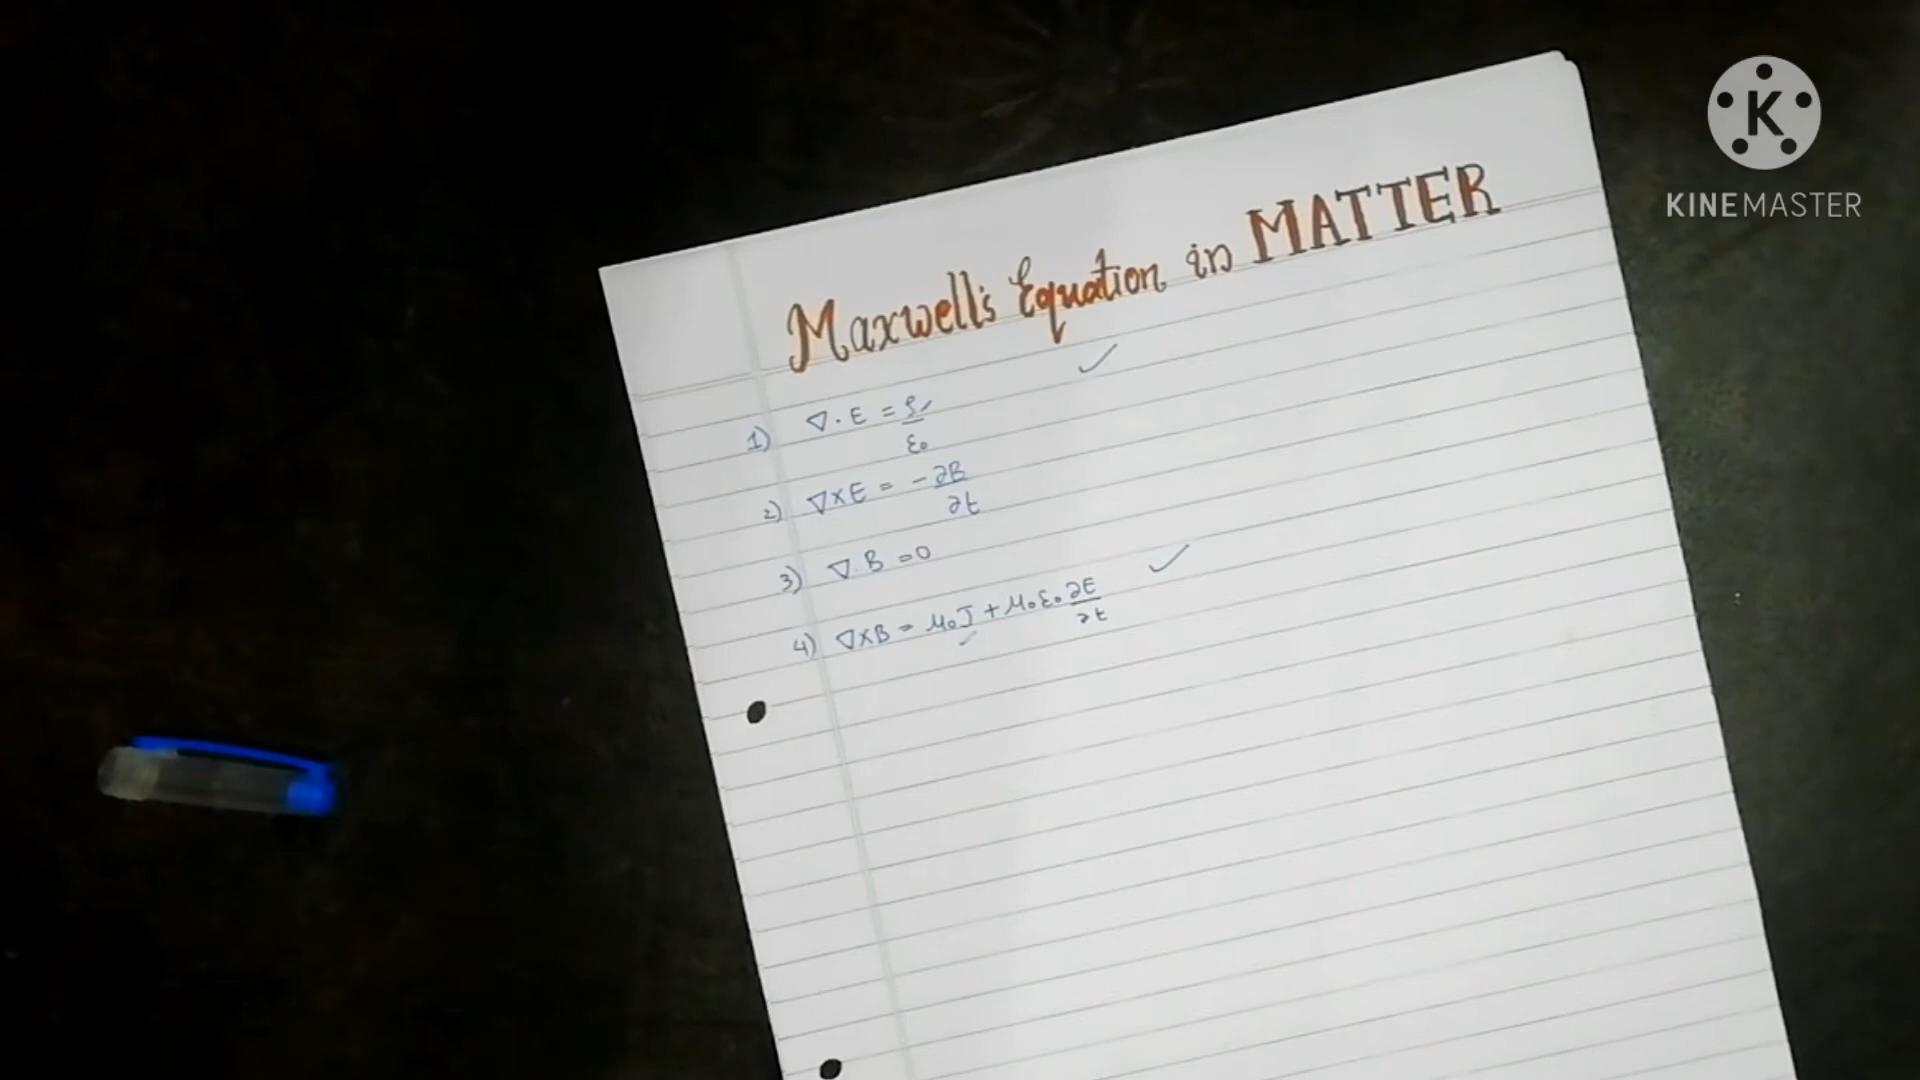 Maxwell's Equation in MATTER
1) ∇·E = ρ/ε₀
2) ∇×E = -∂B/∂t
3) ∇·B = 0
4) ∇×B = μ₀J + μ₀ε₀ ∂E/∂t
K
KINEMASTER